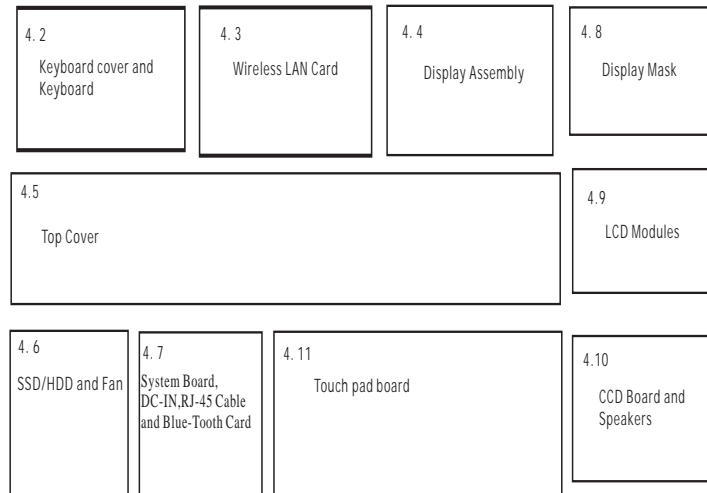 4. 2
Keyboard cover and
Keyboard
4. 3
Wireless LAN Card
4. 4
Display Assembly
4. 8
Display Mask
4.5
Top Cover
4.9
LCD Modules
4. 6
SSD/HDD and Fan
4. 7
System Board,
DC-IN,RJ-45 Cable
and Blue-Tooth Card
4. 11
Touch pad board
4.10
CCD Board and
Speakers